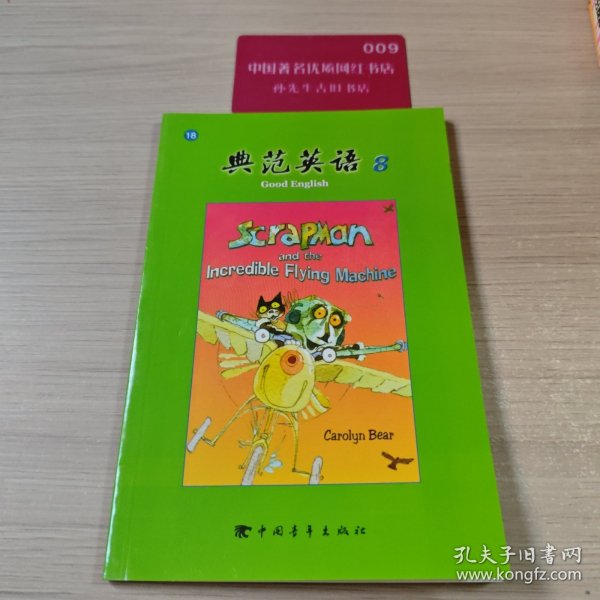 009
中国著名优质网红书店
孙先生古旧书店
18
典范英语 8
Good English
Scrapman
and the
Incredible Flying Machine
Carolyn Bear
中国青年出版社
孔夫子旧书网
www.kongfz.com